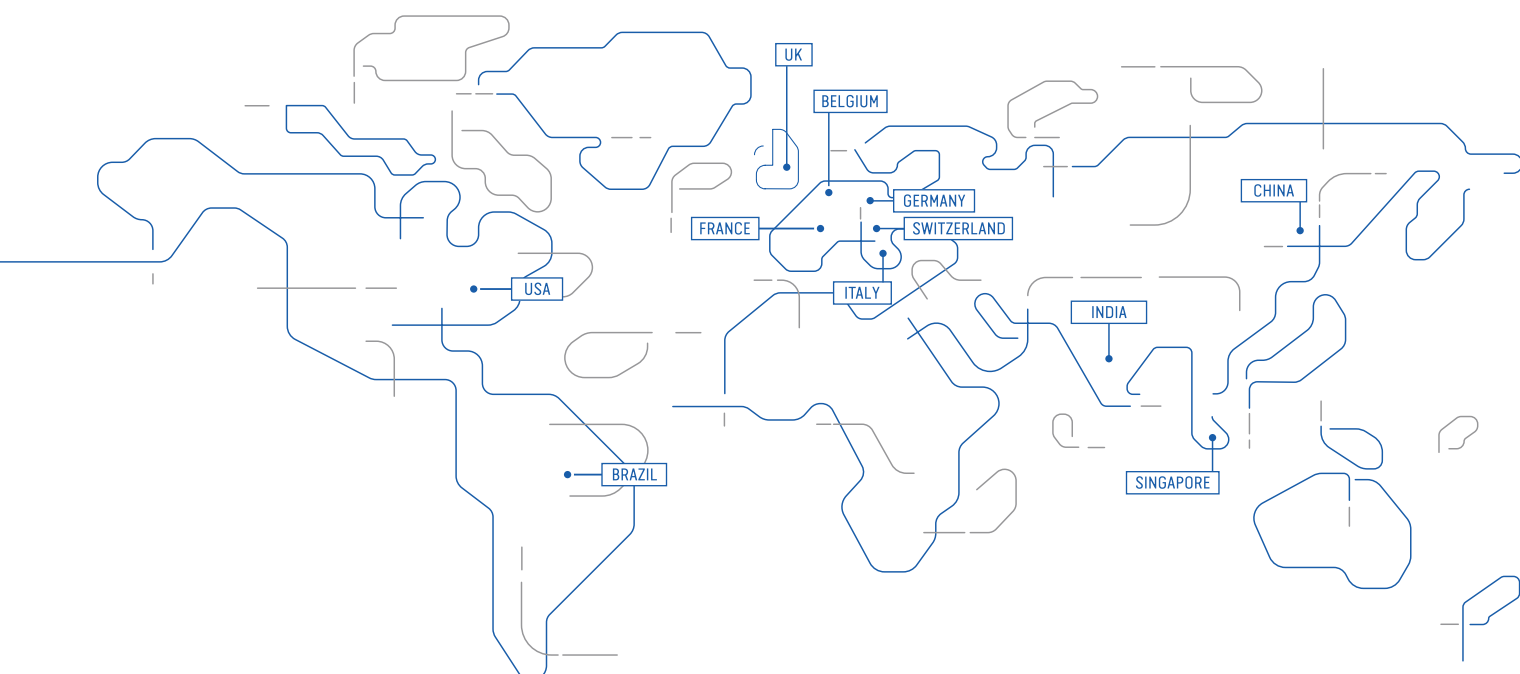 UK
BELGIUM
CHINA
GERMANY
FRANCE
SWITZERLAND
USA
ITALY
INDIA
BRAZIL
SINGAPORE